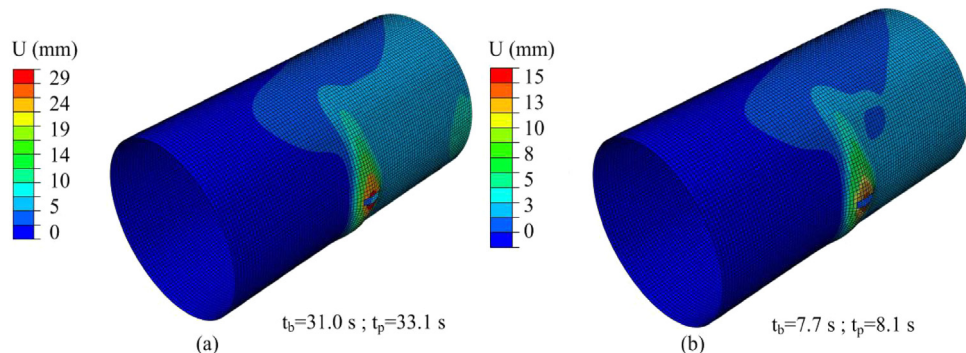 U (mm)
29
24
19
14
10
5
0
t_b=31.0 s ; t_p=33.1 s
(a)
U (mm)
15
13
10
8
5
3
0
t_b=7.7 s ; t_p=8.1 s
(b)